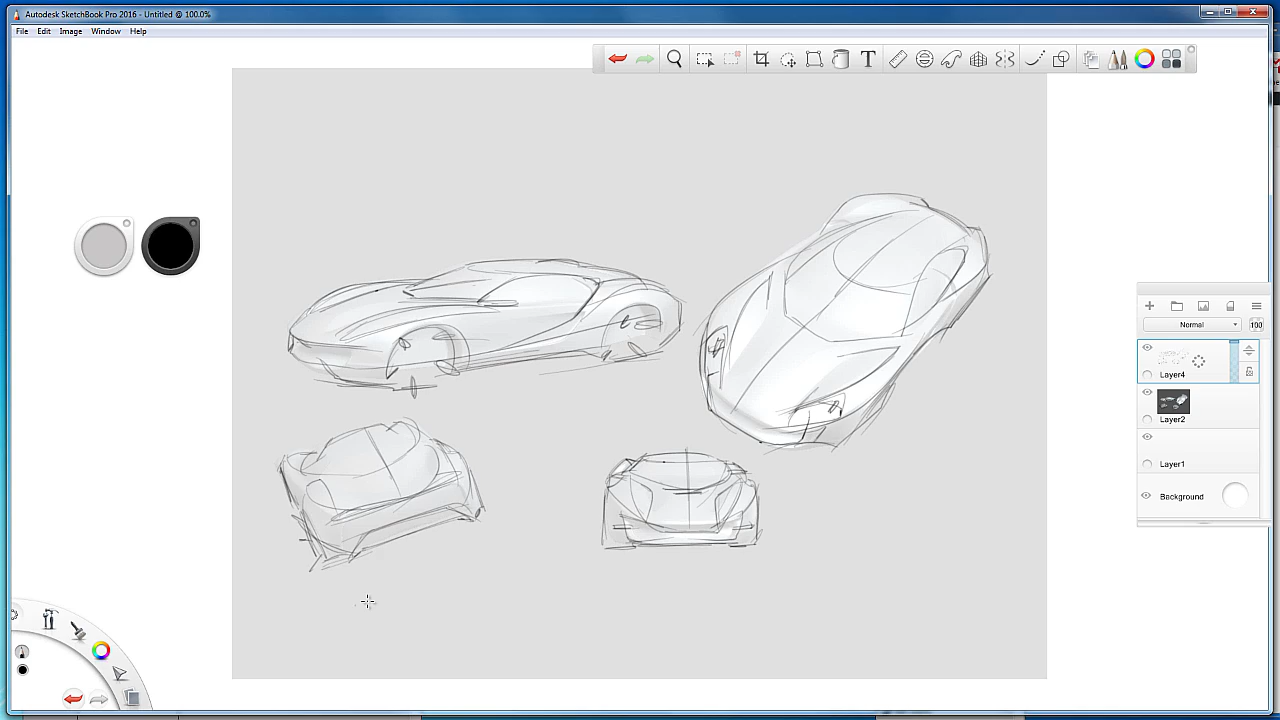 Autodesk SketchBook Pro 2016 - Untitled @ 100.0%
File Edit Image Window Help
T
Normal 100
Layer4
Layer2
Layer1
Background